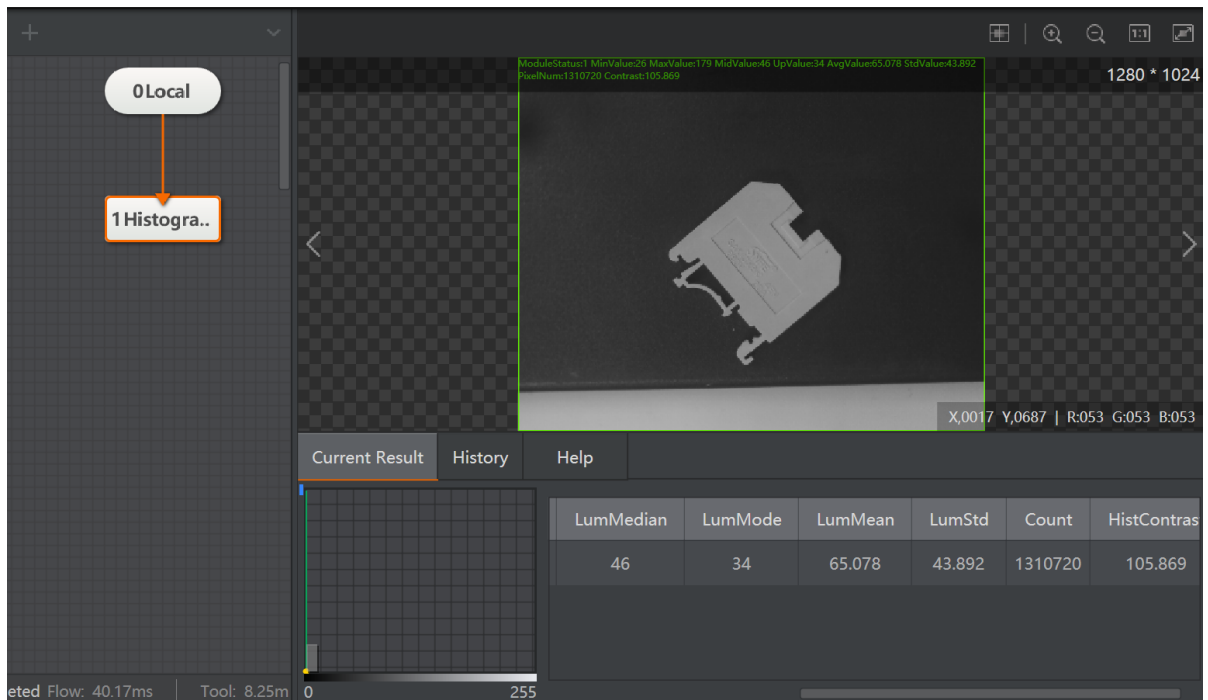 0Local
1Histogra..
ModuleStatus:1 MinValue:26 MaxValue:179 MidValue:46 UpValue:34 AvgValue:65.078 StdValue:43.892
PixelNum:1310720 Contrast:105.869
1:1
1280 * 1024
X,0017 Y,0687 | R:053 G:053 B:053
Current Result History Help
LumMedian LumMode LumMean LumStd Count HistContras
46 34 65.078 43.892 1310720 105.869
0 255
eted Flow: 40.17ms Tool: 8.25m